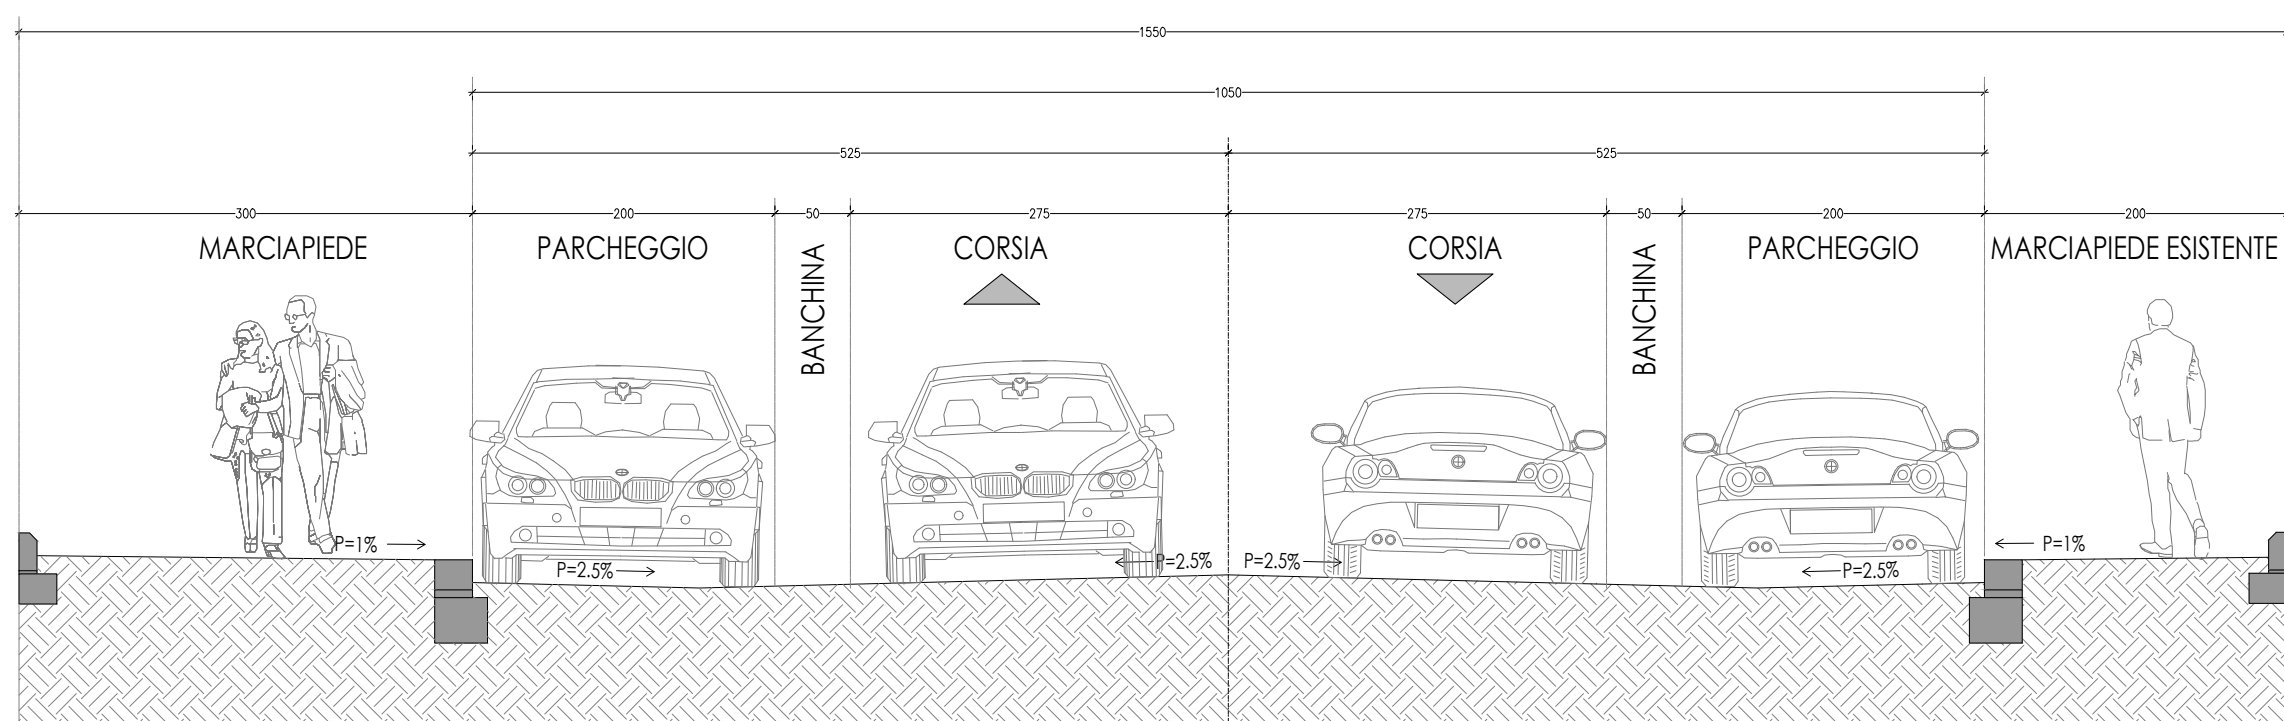 1550
1050
525 525
300 200 50 275 275 50 200 200
MARCIAPIEDE PARCHEGGIO BANCHINA CORSIA CORSIA BANCHINA PARCHEGGIO MARCIAPIEDE ESISTENTE
P=1% P=2.5% P=2.5% P=2.5% P=2.5% P=1%